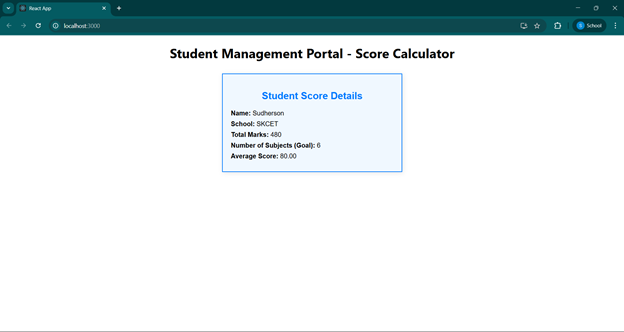 React App
localhost:3000
S School
Student Management Portal - Score Calculator
Student Score Details
Name: Sudherson
School: SKCET
Total Marks: 480
Number of Subjects (Goal): 6
Average Score: 80.00